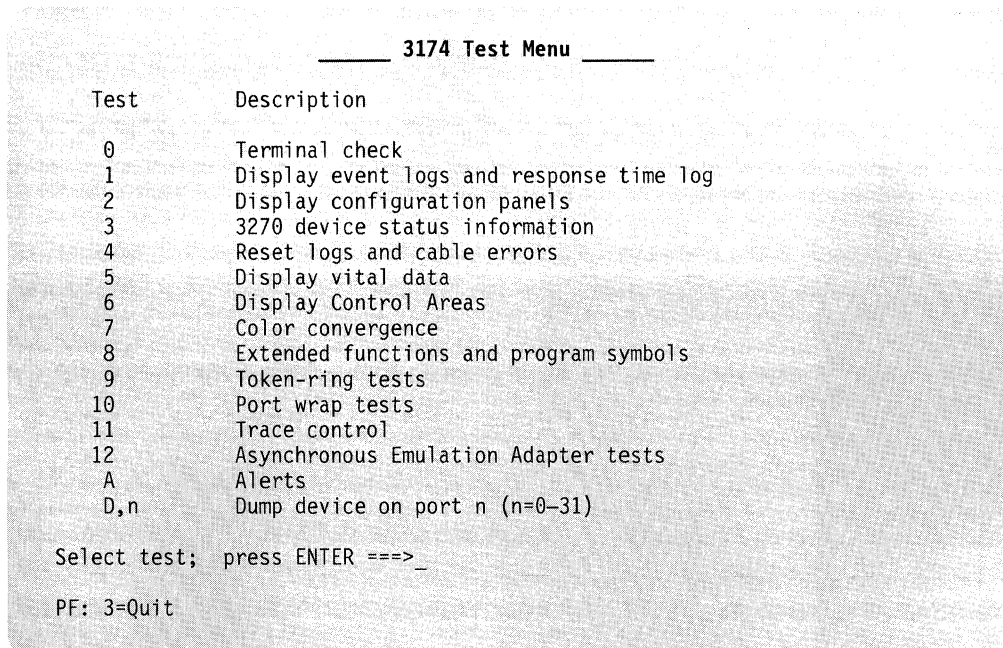 ______ 3174 Test Menu ______
Test Description
0 Terminal check
1 Display event logs and response time log
2 Display configuration panels
3 3270 device status information
4 Reset logs and cable errors
5 Display vital data
6 Display Control Areas
7 Color convergence
8 Extended functions and program symbols
9 Token-ring tests
10 Port wrap tests
11 Trace control
12 Asynchronous Emulation Adapter tests
A Alerts
D,n Dump device on port n (n=0—31)
Select test; press ENTER ===>_
PF: 3=Quit